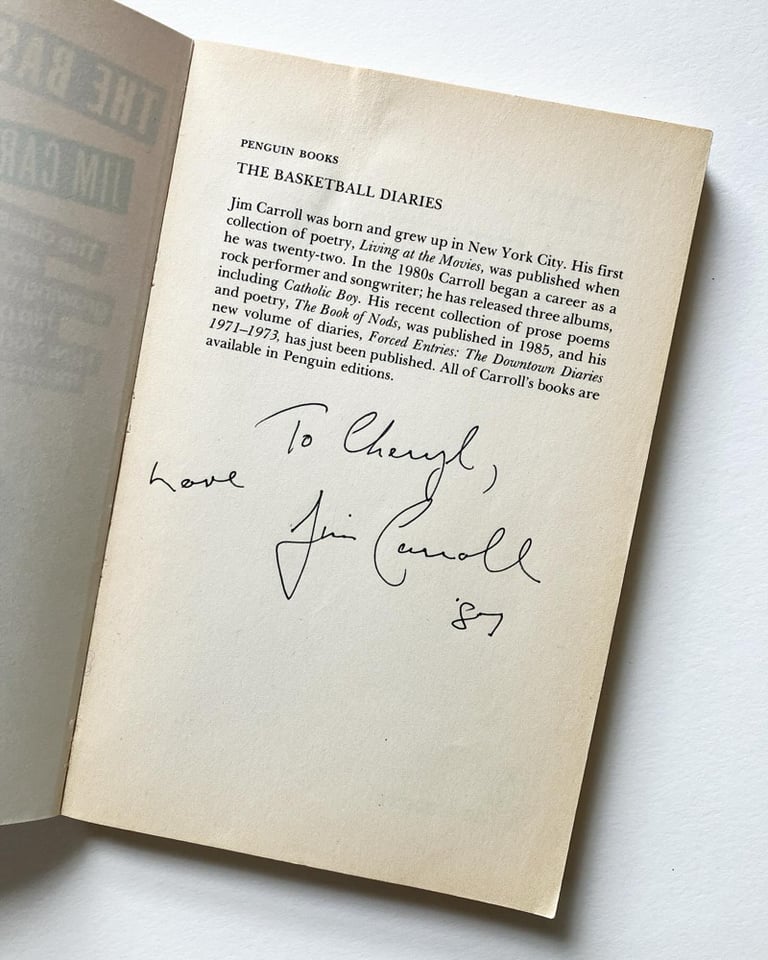 PENGUIN BOOKS
THE BASKETBALL DIARIES
Jim Carroll was born and grew up in New York City. His first
collection of poetry, Living at the Movies, was published when
he was twenty-two. In the 1980s Carroll began a career as a
rock performer and songwriter; he has released three albums,
including Catholic Boy. His recent collection of prose poems
and poetry, The Book of Nods, was published in 1985, and his
new volume of diaries, Forced Entries: The Downtown Diaries
1971–1973, has just been published. All of Carroll's books are
available in Penguin editions.
To Cheryl,
Love
Jim Carroll
'87